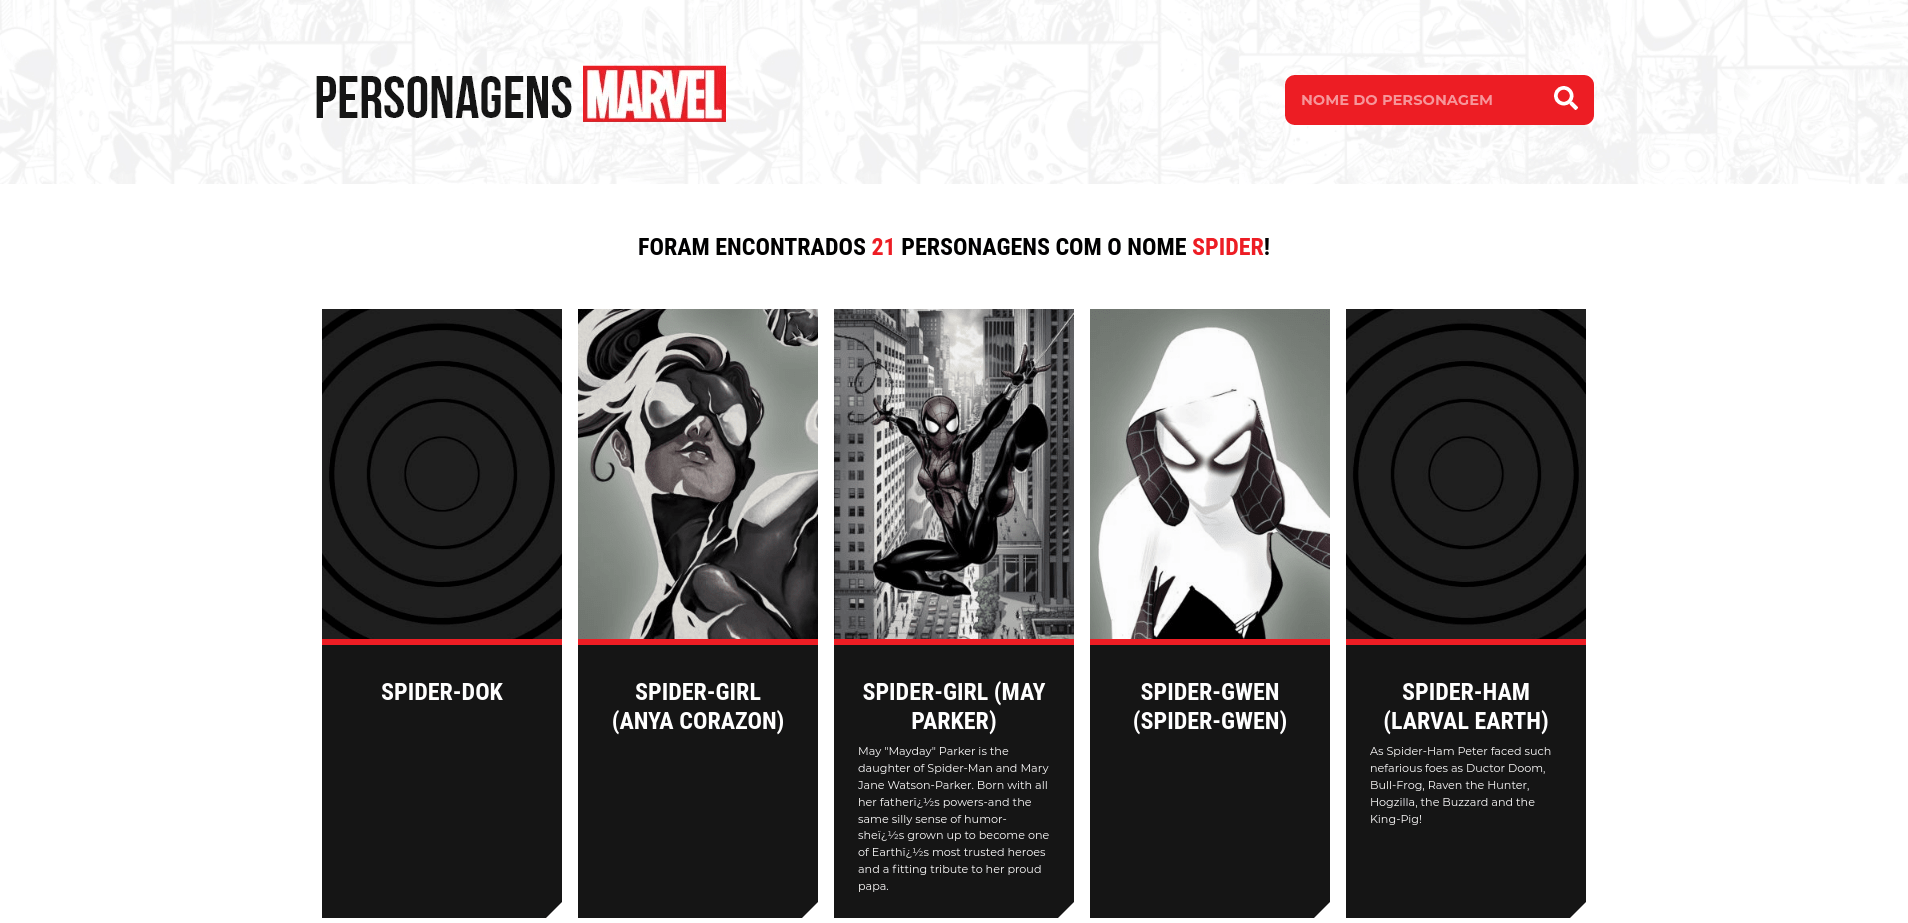 PERSONAGENS MARVEL
NOME DO PERSONAGEM
FORAM ENCONTRADOS 21 PERSONAGENS COM O NOME SPIDER!
SPIDER-DOK
SPIDER-GIRL
(ANYA CORAZON)
SPIDER-GIRL (MAY
PARKER)
May "Mayday" Parker is the
daughter of Spider-Man and Mary
Jane Watson-Parker. Born with all
her fatherï¿½s powers-and the
same silly sense of humor-
sheï¿½s grown up to become one
of Earthï¿½s most trusted heroes
and a fitting tribute to her proud
papa.
SPIDER-GWEN
(SPIDER-GWEN)
SPIDER-HAM
(LARVAL EARTH)
As Spider-Ham Peter faced such
nefarious foes as Ductor Doom,
Bull-Frog, Raven the Hunter,
Hogzilla, the Buzzard and the
King-Pig!